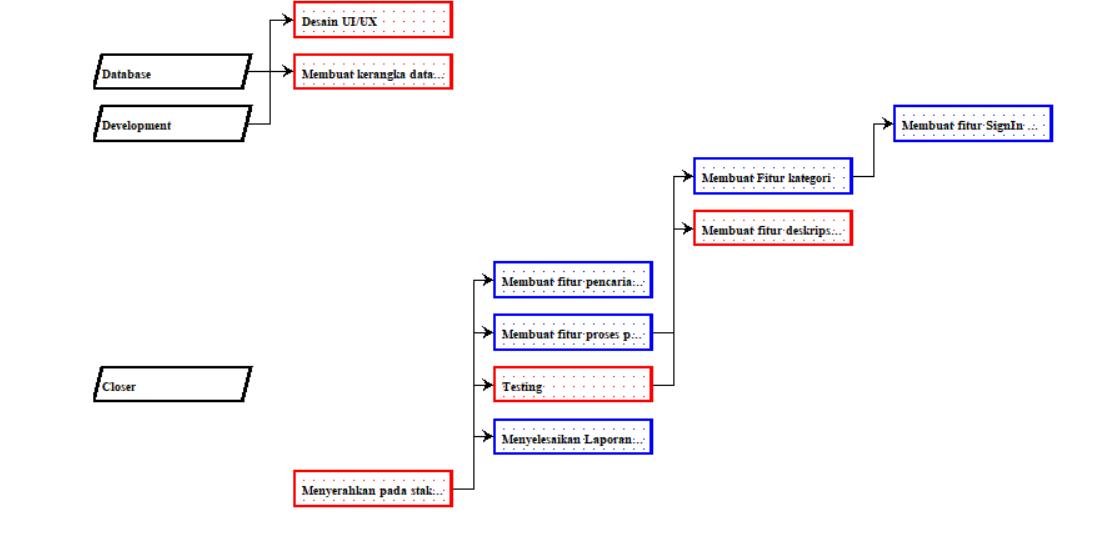 Desain UI/UX
Database
Membuat kerangka data...
Development
Membuat fitur SignIn ...
Membuat Fitur kategori
Membuat fitur deskrips...
Membuat fitur pencaria...
Membuat fitur proses p...
Closer
Testing
Menyelesaikan Laporan...
Menyerahkan pada stak...